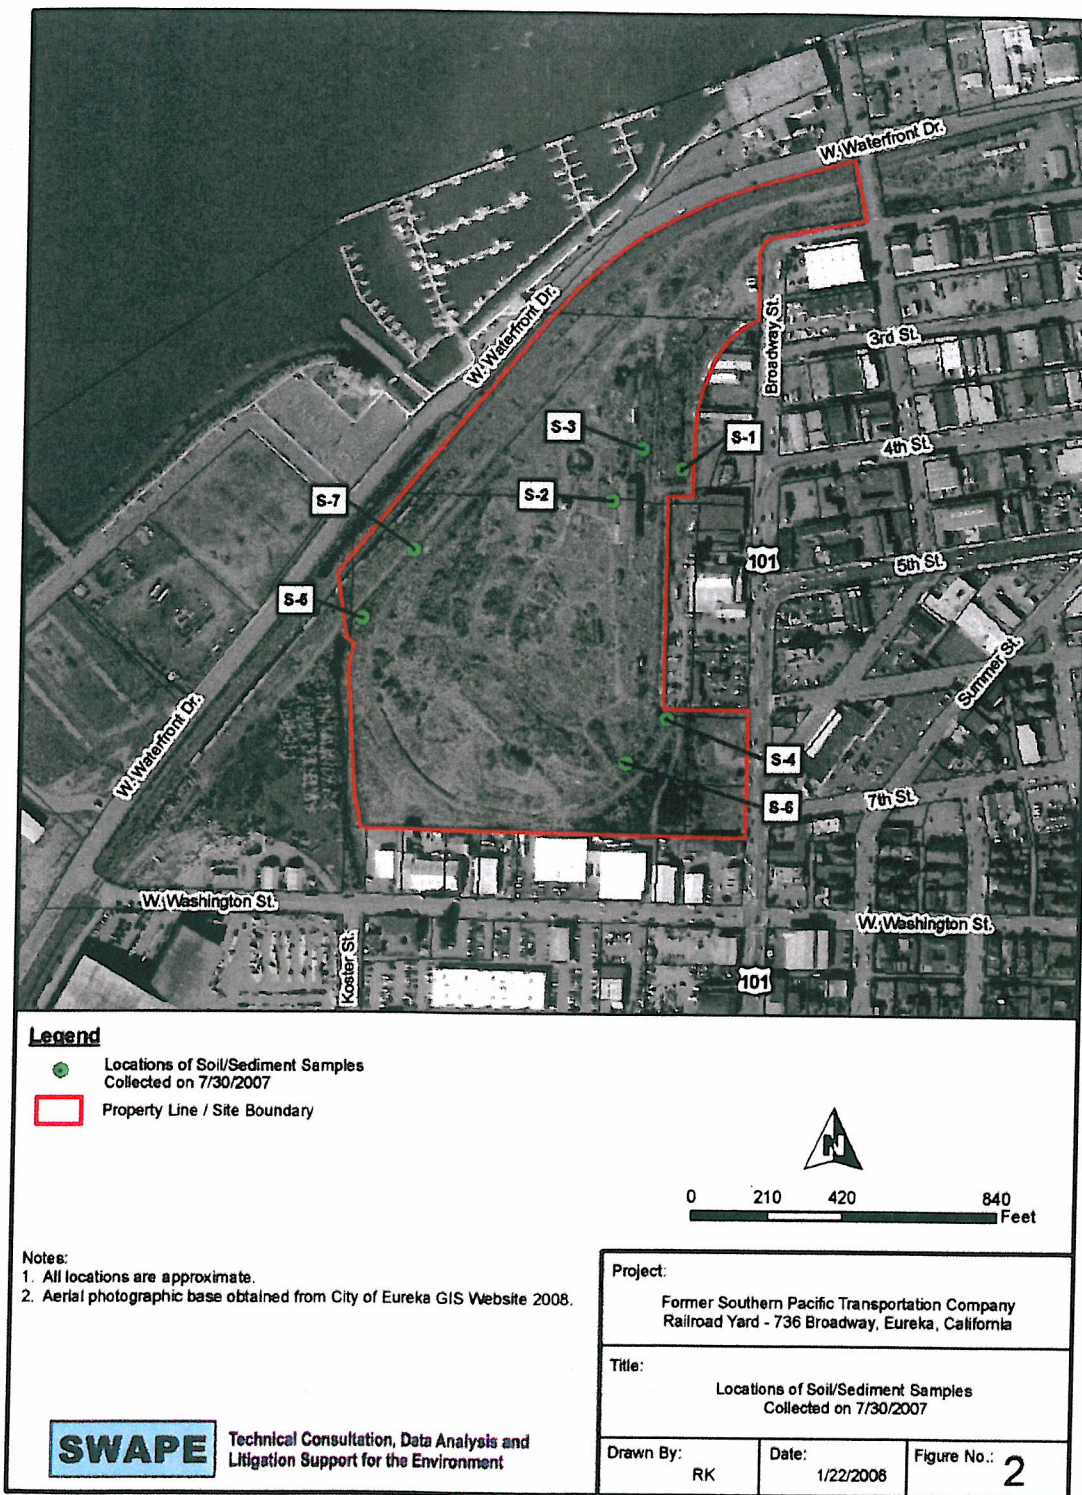 W. Waterfront Dr.
W. Waterfront Dr.
Broadway St.
3rd St.
S-3
S-1
4th St.
S-7
S-2
101
5th St.
S-5
Summer St.
W. Waterfront Dr.
S-4
S-6
7th St.
W. Washington St.
W. Washington St.
Koster St.
101
Legend
Locations of Soil/Sediment Samples
Collected on 7/30/2007
Property Line / Site Boundary
N
0 210 420 840
Feet
Notes:
1. All locations are approximate.
2. Aerial photographic base obtained from City of Eureka GIS Website 2008.
Project:
Former Southern Pacific Transportation Company
Railroad Yard - 736 Broadway, Eureka, California
Title:
Locations of Soil/Sediment Samples
Collected on 7/30/2007
SWAPE
Technical Consultation, Data Analysis and
Litigation Support for the Environment
Drawn By:
RK
Date:
1/22/2008
Figure No.: 2